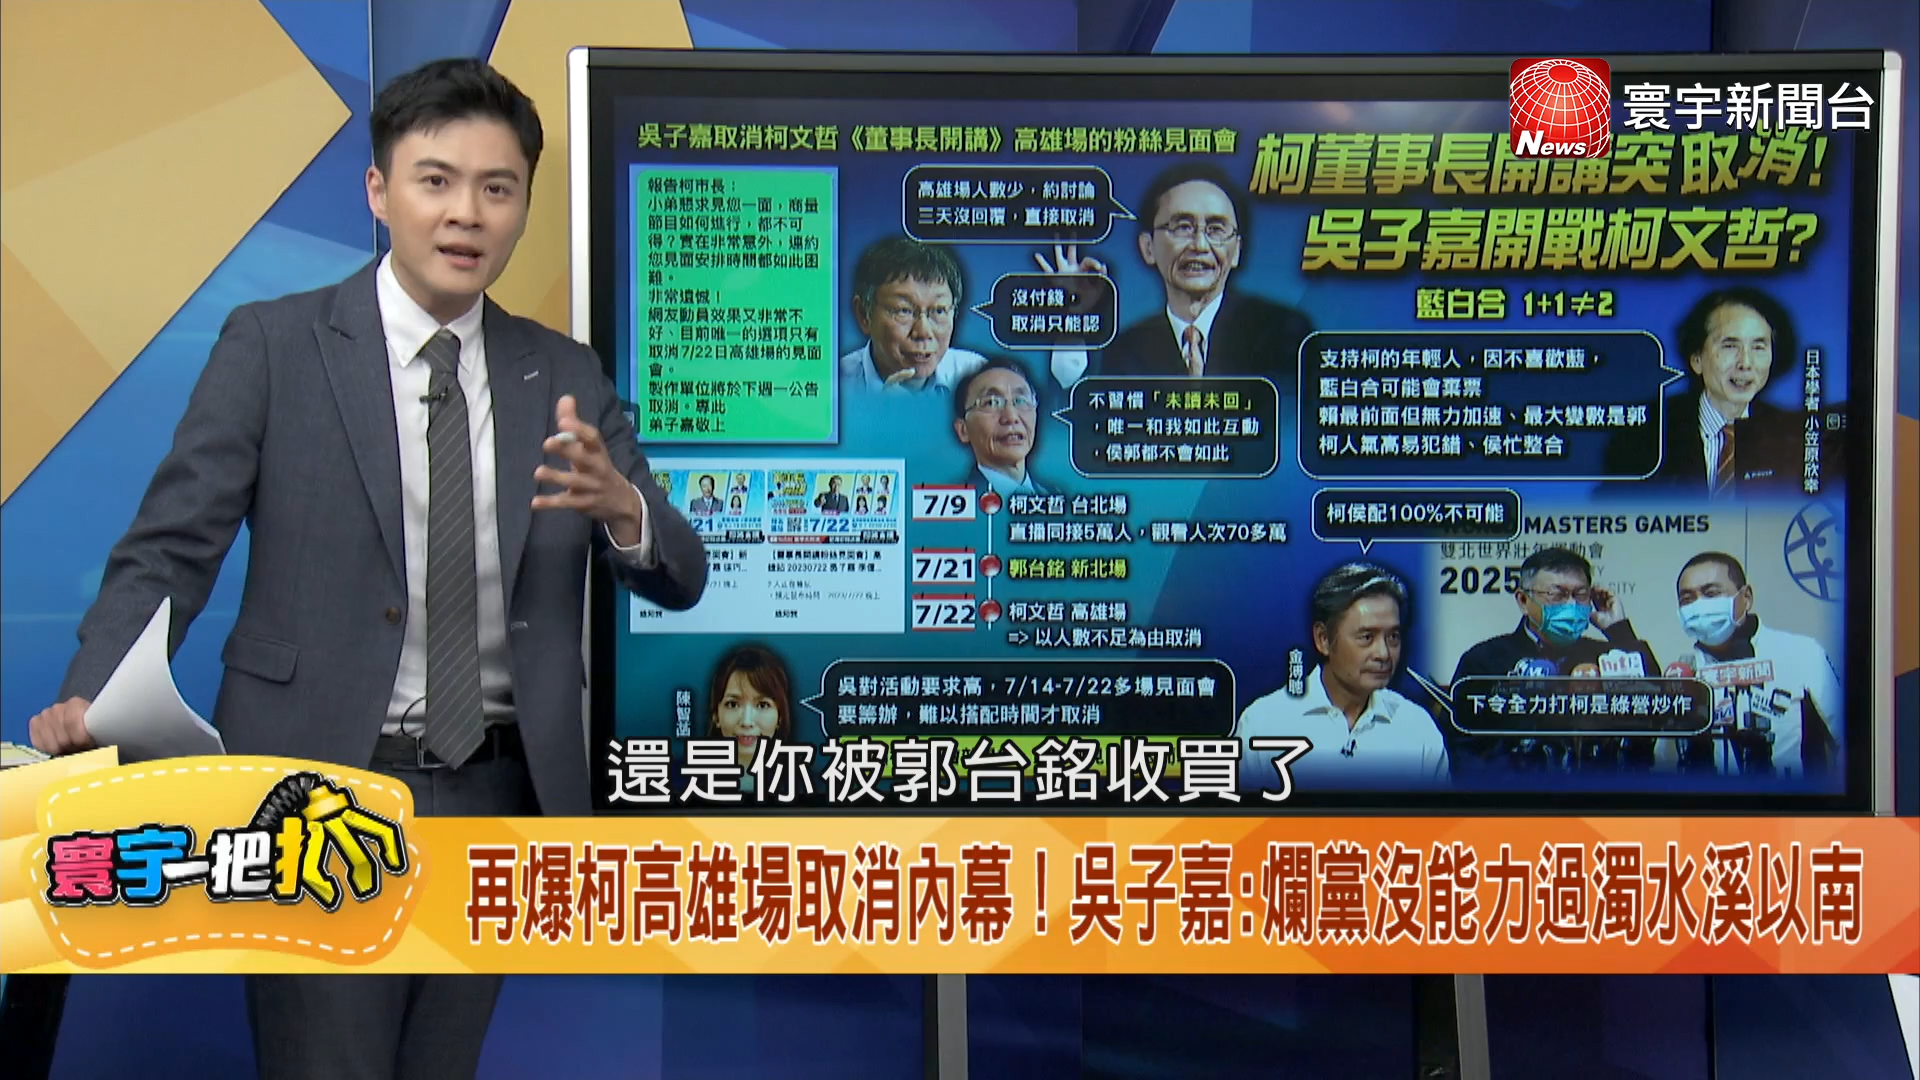 News 寰宇新聞台
吳子嘉取消柯文哲《董事長開講》高雄場的粉絲見面會
柯董事長開講突取消!
吳子嘉開戰柯文哲?
藍白合 1+1≠2
報告柯市長：
小弟懇求見您一面，商量
節目如何進行，都不可
得？實在非常意外，連約
您見面安排時間都如此困
難。
非常遺憾！
網友動員效果又非常不
好、目前唯一的選項只有
取消7/22日高雄場的見面
會。
製作單位將於下週一公告
取消。專此
弟子嘉敬上
高雄場人數少，約討論
三天沒回覆，直接取消
沒付錢，
取消只能認
不習慣「未讀未回」
，唯一和我如此互動
，侯郭都不會如此
支持柯的年輕人，因不喜歡藍，
藍白合可能會棄票
賴最前面但無力加速、最大變數是郭
柯人氣高易犯錯、侯忙整合
日本學者 小笠原欣幸
7/9 柯文哲 台北場
直播同接5萬人，觀看人次70多萬
7/21 郭台銘 新北場
7/22 柯文哲 高雄場
=> 以人數不足為由取消
柯侯配100%不可能
MASTERS GAMES
雙北世界壯年運動會
2025
CITY
寰宇新聞
金溥聰
下令全力打柯是綠營炒作
陳智菡
吳對活動要求高，7/14-7/22多場見面會
要籌辦，難以搭配時間才取消
還是你被郭台銘收買了
寰宇一把抓
再爆柯高雄場取消內幕！吳子嘉:爛黨沒能力過濁水溪以南